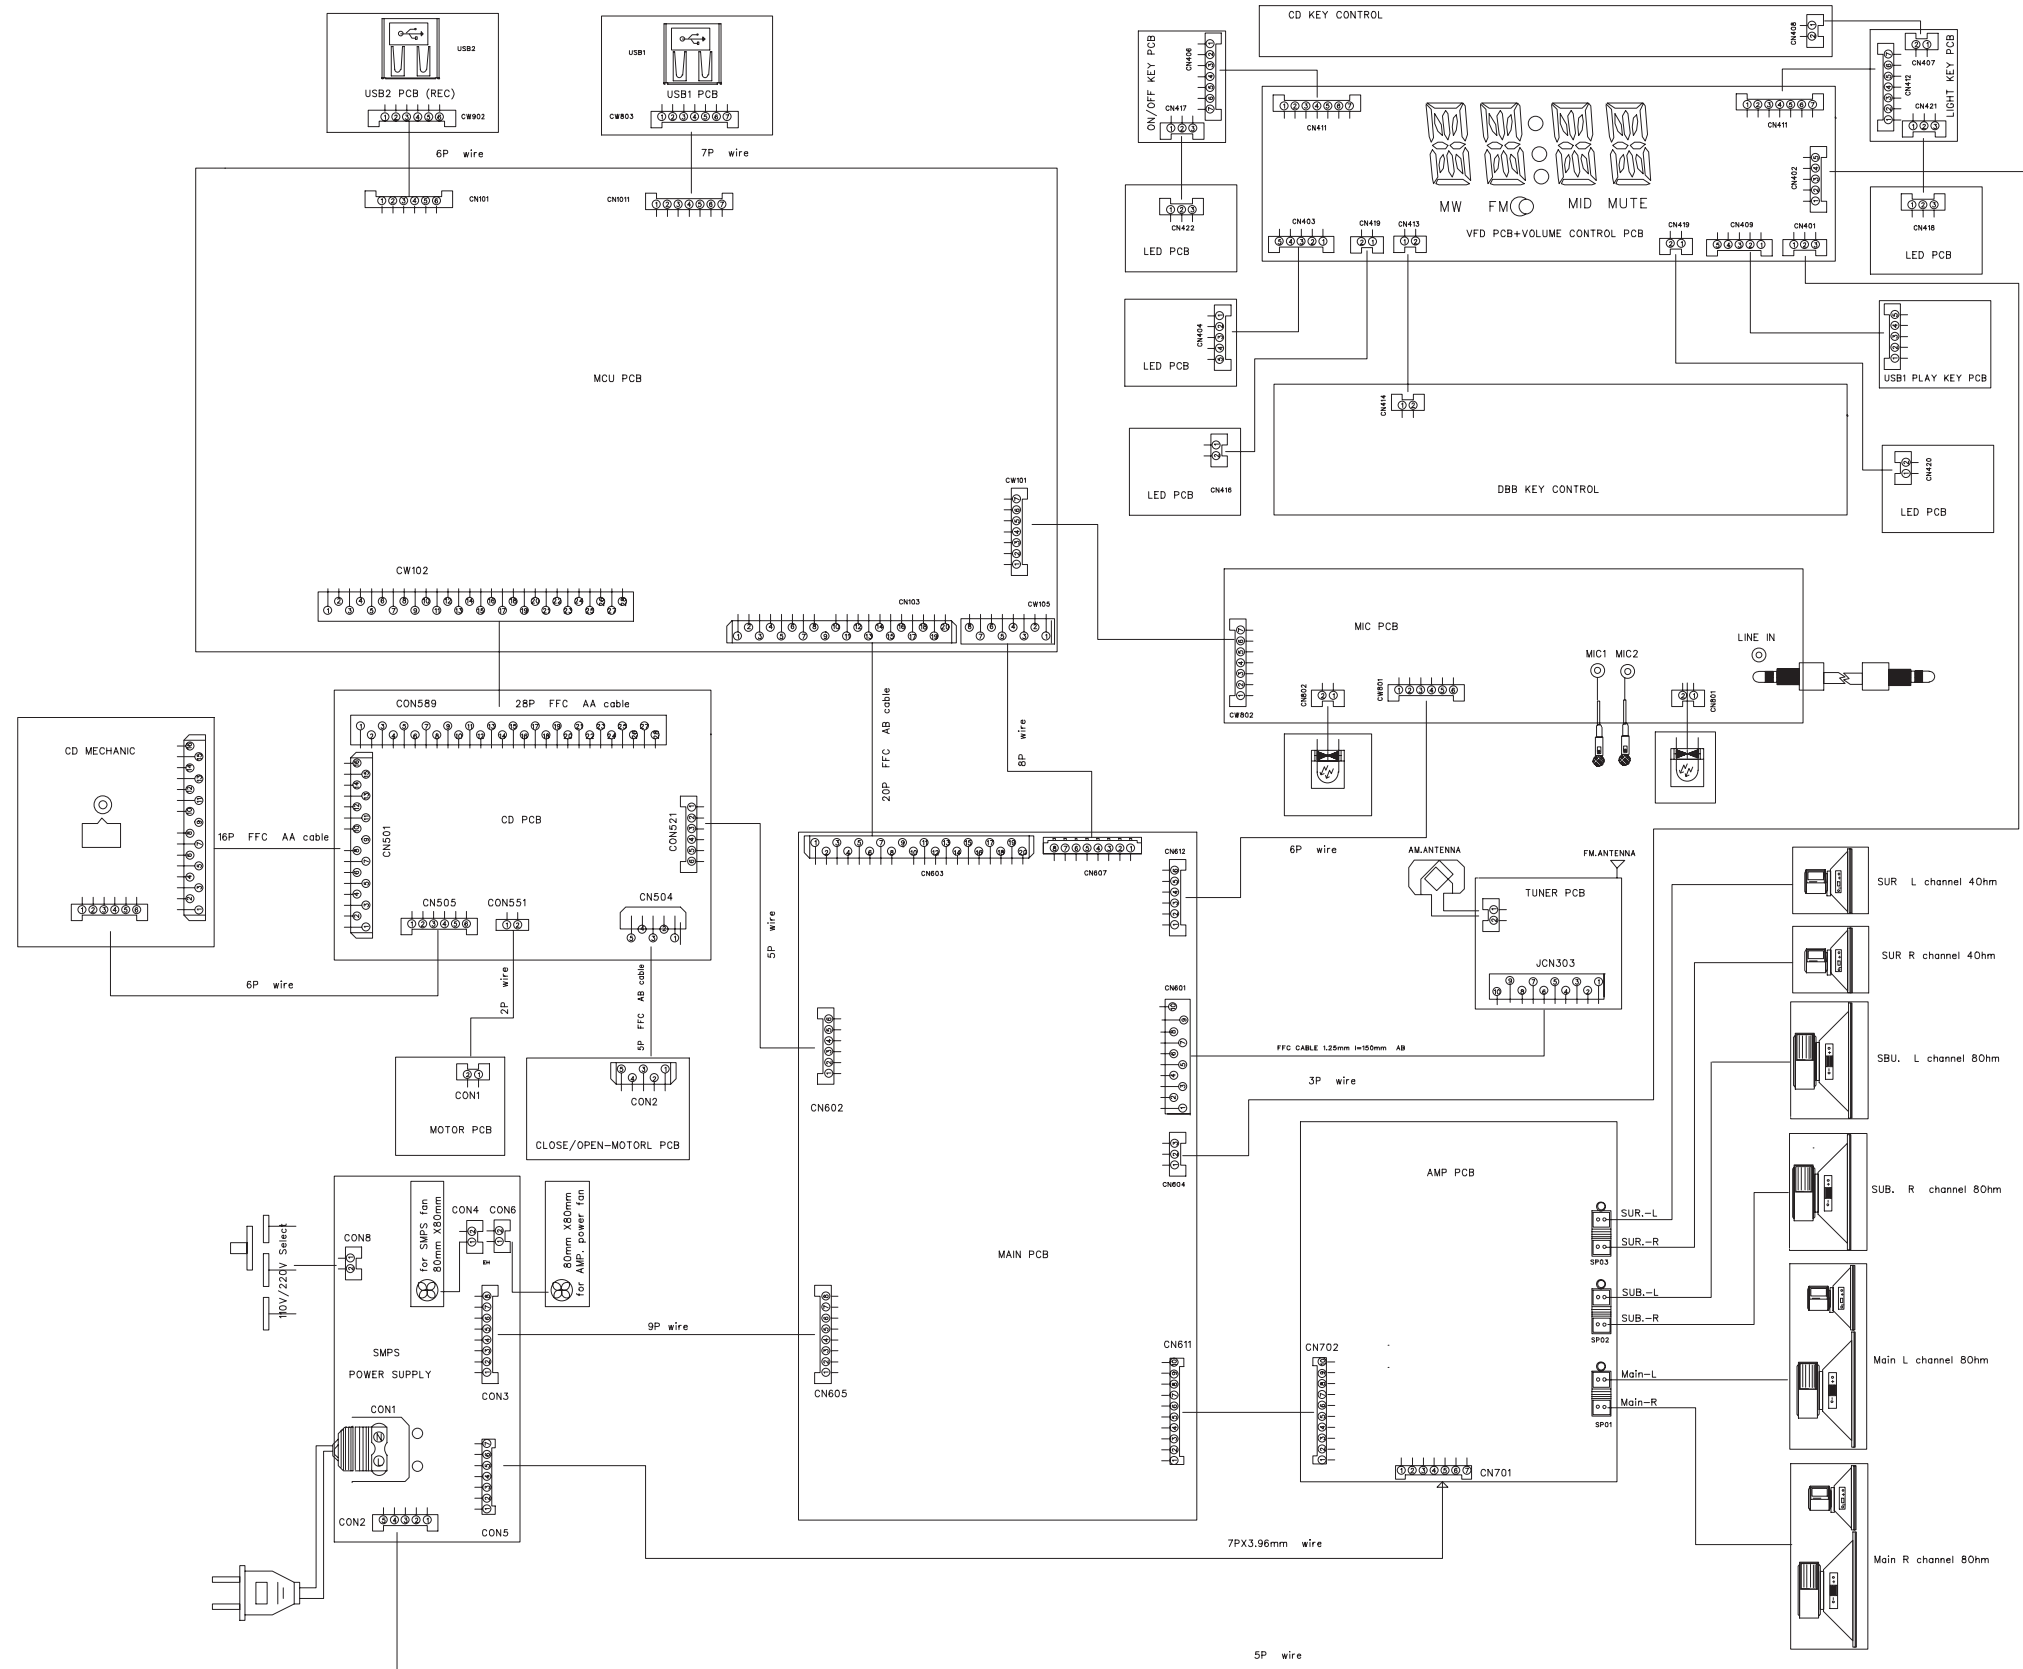 USB2
USB2 PCB (REC)
CW902
6P wire
USB1
USB1 PCB
CW803
7P wire
CN101
CN1011
MCU PCB
CW101
CW102
CN103
CW105
CD KEY CONTROL
CN408
ON/OFF KEY PCB
CN406
CN417
CN407
CN412
CN421
LIGHT KEY PCB
CN411
CN411
CN402
MW FM MID MUTE
VFD PCB+VOLUME CONTROL PCB
CN403
CN419
CN413
CN419
CN409
CN401
CN422
LED PCB
CN418
LED PCB
CN404
LED PCB
USB1 PLAY KEY PCB
CN414
DBB KEY CONTROL
CN416
LED PCB
CN420
LED PCB
MIC PCB
CW802
CN802
CW801
MIC1 MIC2
LINE IN
CN801
CD MECHANIC
16P FFC AA cable
CON589
28P FFC AA cable
CD PCB
CN501
CON521
CN505
CON551
CN504
6P wire
2P wire
5P FFC AB cable
5P wire
20P FFC AB cable
8P wire
CON1
MOTOR PCB
CON2
CLOSE/OPEN-MOTORL PCB
CN603
CN607
CN612
6P wire
CN601
CN602
CN604
MAIN PCB
CN605
CN611
AM.ANTENNA
FM.ANTENNA
TUNER PCB
JCN303
FFC CABLE 1.25mm l=150mm AB
3P wire
AMP PCB
SUR.-L
SUR.-R
SP03
SUB.-L
SUB.-R
SP02
Main-L
Main-R
SP01
CN702
CN701
SUR L channel 4Ohm
SUR R channel 4Ohm
SBU. L channel 8Ohm
SUB. R channel 8Ohm
Main L channel 8Ohm
Main R channel 8Ohm
110V/220V Select
CON8
for SMPS fan
80mm X80mm
CON4
CON6
EH
80mm X80mm
for AMP. power fan
SMPS
POWER SUPPLY
CON3
9P wire
CON1
N
L
CON2
CON5
7PX3.96mm wire
5P wire